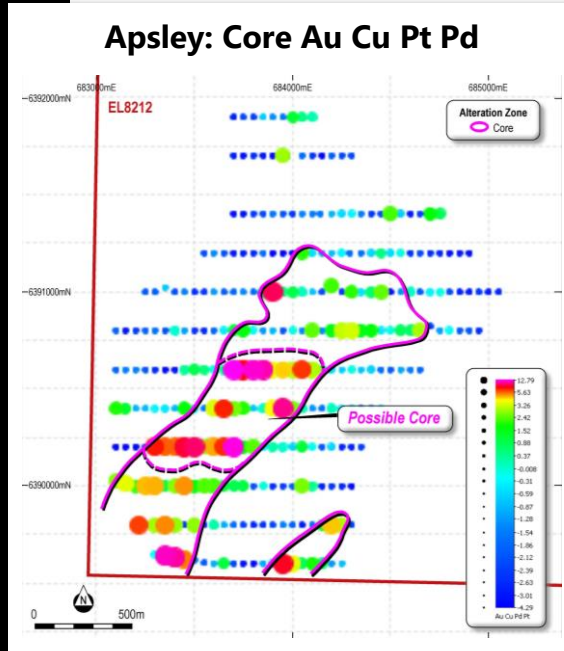 Apsley: Core Au Cu Pt Pd
683000mE 684000mE 685000mE
6392000mN
EL8212
Alteration Zone
Core
6391000mN
Possible Core
6390000mN
12.79
5.63
3.26
2.42
1.52
0.88
0.37
-0.008
-0.31
-0.59
-0.87
-1.28
-1.54
-1.86
-2.12
-2.39
-2.63
-3.01
-4.29
Au Cu Pd Pt
N
0 500m